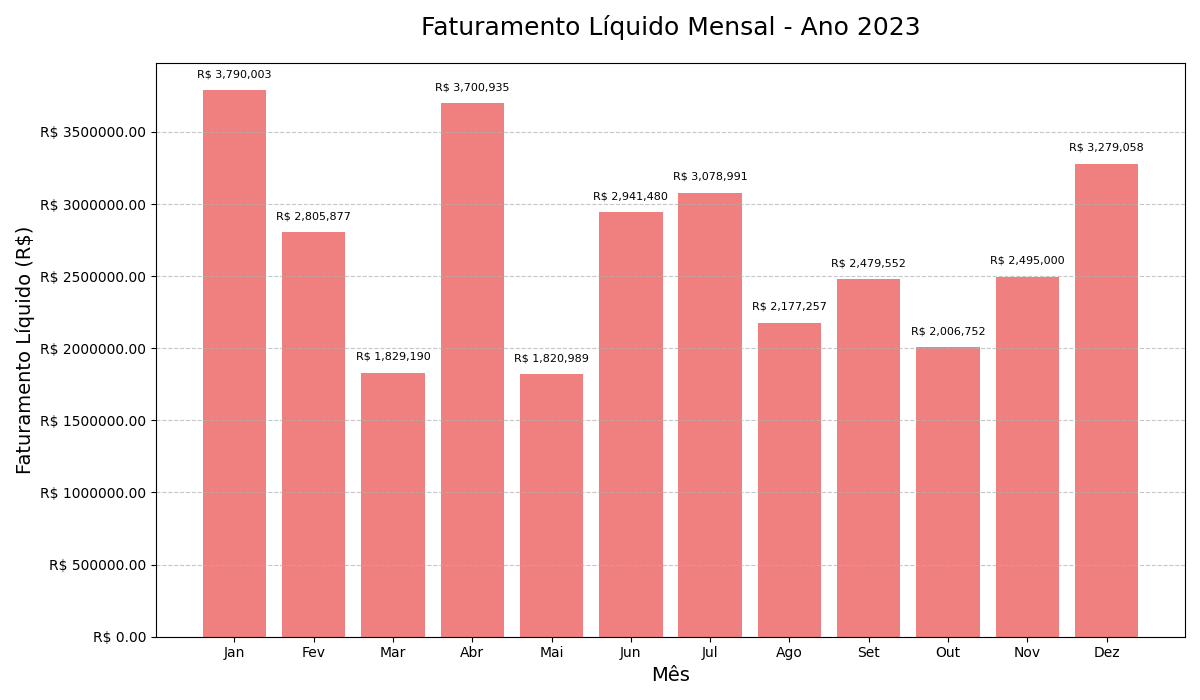 Faturamento Líquido Mensal - Ano 2023
Faturamento Líquido (R$)
R$ 3500000.00
R$ 3000000.00
R$ 2500000.00
R$ 2000000.00
R$ 1500000.00
R$ 1000000.00
R$ 500000.00
R$ 0.00
R$ 3,790,003
R$ 2,805,877
R$ 1,829,190
R$ 3,700,935
R$ 1,820,989
R$ 2,941,480
R$ 3,078,991
R$ 2,177,257
R$ 2,479,552
R$ 2,006,752
R$ 2,495,000
R$ 3,279,058
Jan Fev Mar Abr Mai Jun Jul Ago Set Out Nov Dez
Mês